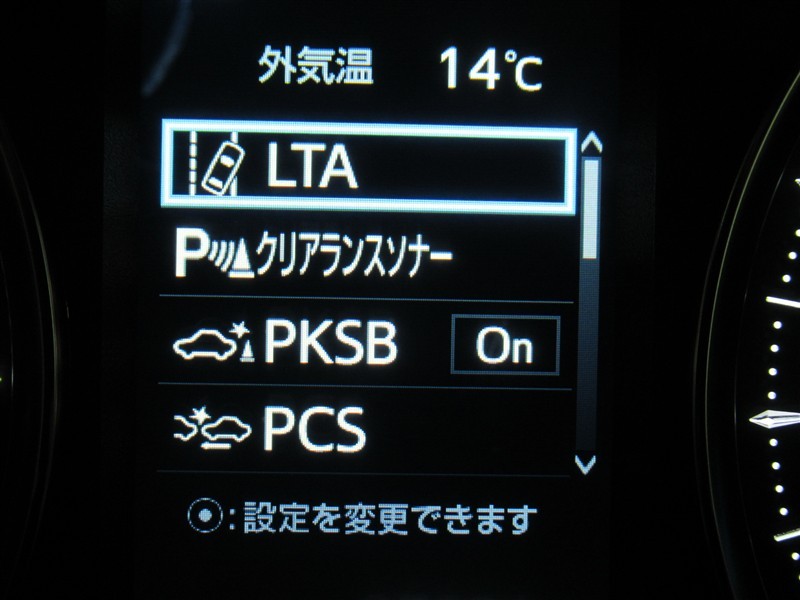 外気温 14℃
LTA
P クリアランスソナー
PKSB On
PCS
⦿:設定を変更できます